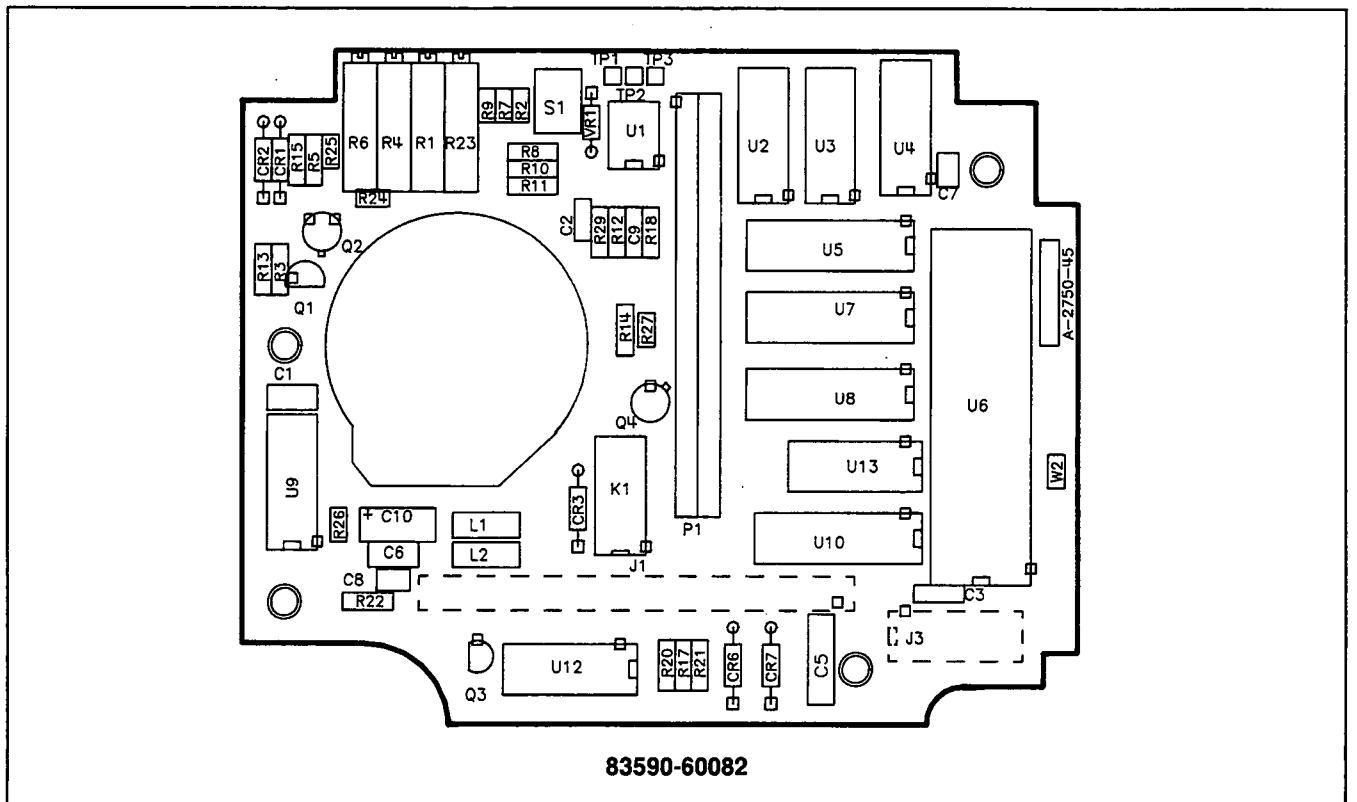 TP1 TP3
TP2
R6 R4 R1 R23
R9 R7 R2
S1
VR1
U1
U2 U3 U4
C7
CR2 CR1 R15 R5 R25
R24
R8
R10
R11
Q2
C2 R29 R12 C9 R18
U5
R13 R3
Q1
A-2750-45
U7
R14 R27
C1
U8
U6
Q4
U9
K1
CR3
U13
W2
R26
+ C10
L1
P1
U10
C6
L2
J1
C8
R22
C3
J3
Q3
U12
R20 R17 R21
CR6 CR7
C5
83590-60082